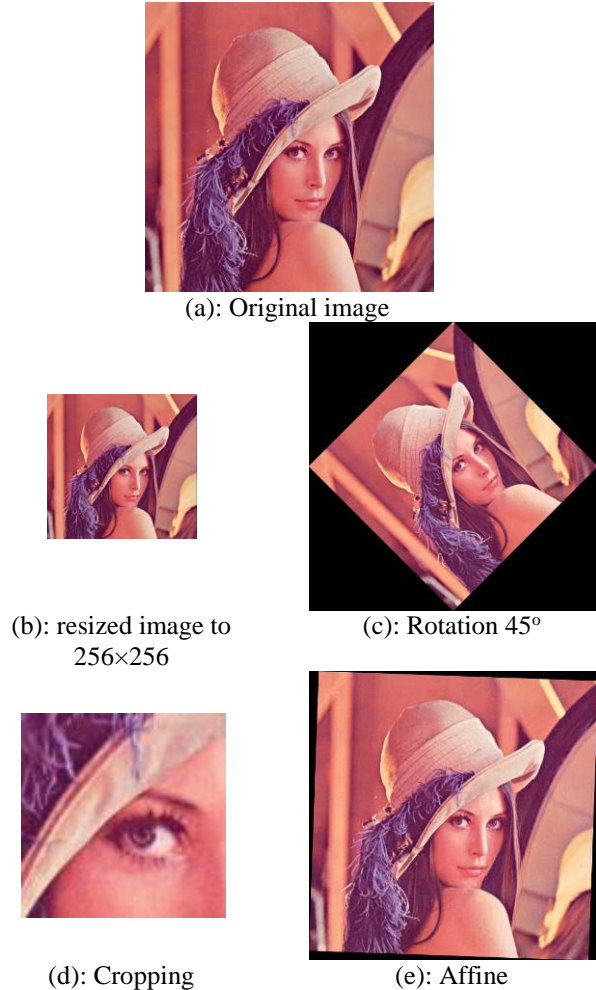 (a): Original image
(b): resized image to
256×256
(c): Rotation 45°
(d): Cropping
(e): Affine